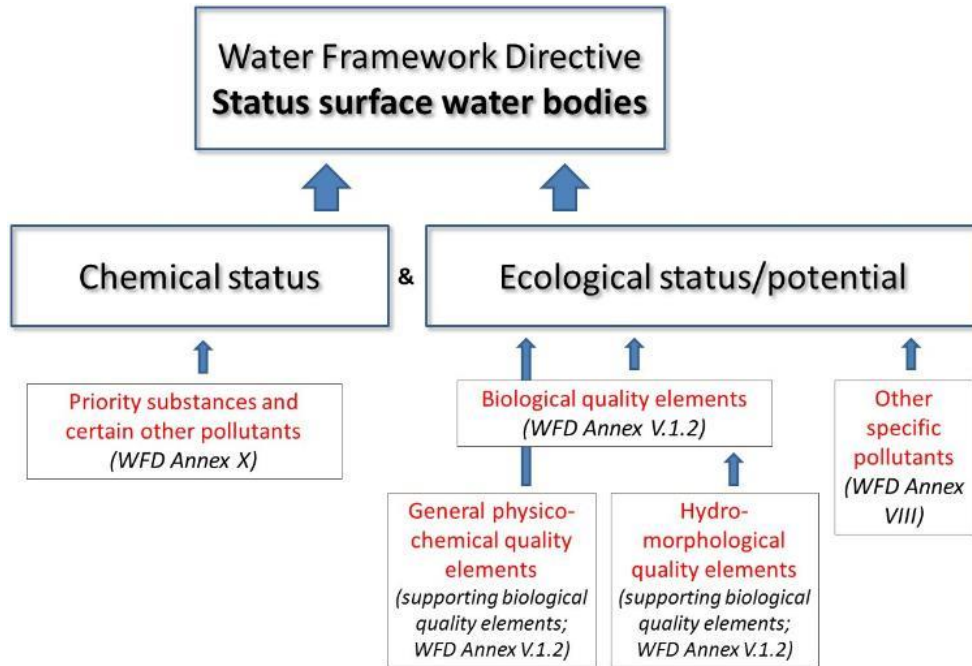 Water Framework Directive
Status surface water bodies
Chemical status
&
Ecological status/potential
Priority substances and
certain other pollutants
(WFD Annex X)
Biological quality elements
(WFD Annex V.1.2)
Other
specific
pollutants
(WFD Annex
VIII)
General physico-
chemical quality
elements
(supporting biological
quality elements;
WFD Annex V.1.2)
Hydro-
morphological
quality elements
(supporting biological
quality elements;
WFD Annex V.1.2)